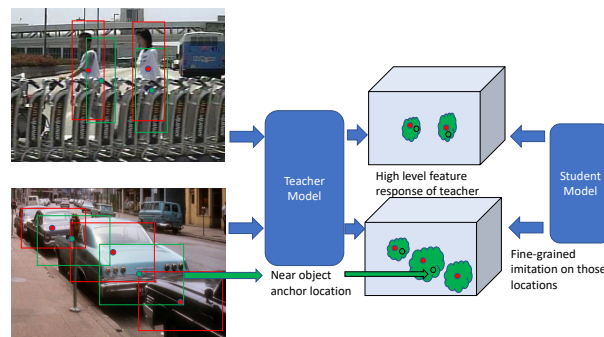 Teacher
Model
High level feature
response of teacher
Student
Model
Near object
anchor location
Fine-grained
imitation on those
locations